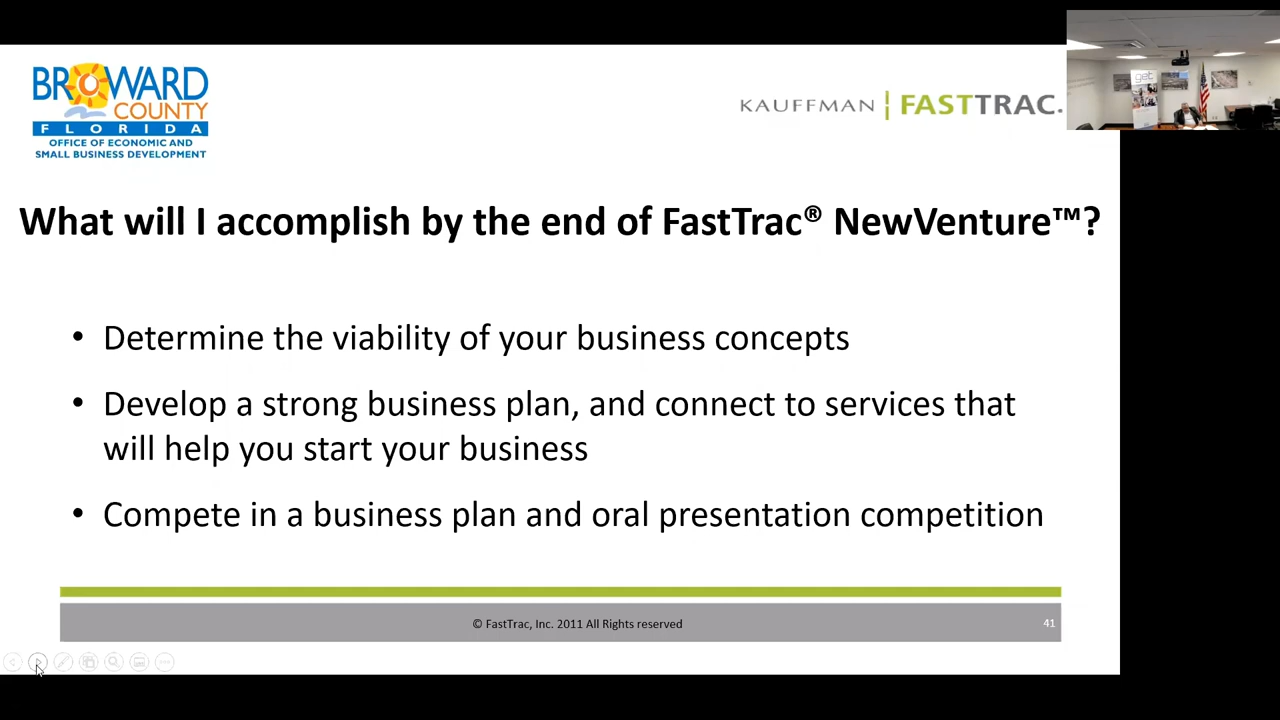 BROWARD
COUNTY
FLORIDA
OFFICE OF ECONOMIC AND
SMALL BUSINESS DEVELOPMENT
KAUFFMAN | FASTTRAC.
get
What will I accomplish by the end of FastTrac® NewVenture™?
• Determine the viability of your business concepts
• Develop a strong business plan, and connect to services that
will help you start your business
• Compete in a business plan and oral presentation competition
© FastTrac, Inc. 2011 All Rights reserved
41